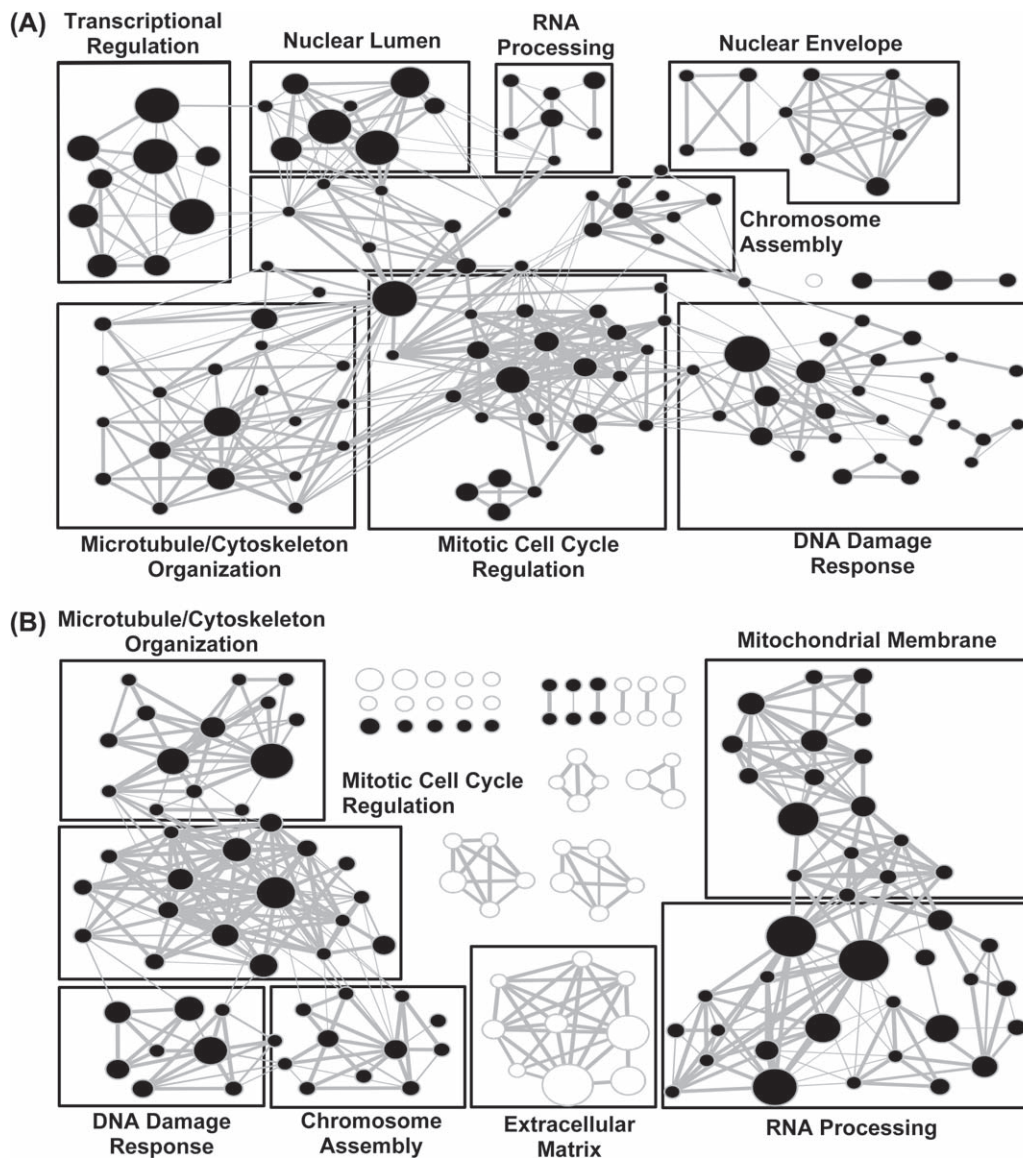 (A)
Transcriptional
Regulation
Nuclear Lumen
RNA
Processing
Nuclear Envelope
Chromosome
Assembly
Microtubule/Cytoskeleton
Organization
Mitotic Cell Cycle
Regulation
DNA Damage
Response
(B)
Microtubule/Cytoskeleton
Organization
Mitochondrial Membrane
Mitotic Cell Cycle
Regulation
DNA Damage
Response
Chromosome
Assembly
Extracellular
Matrix
RNA Processing